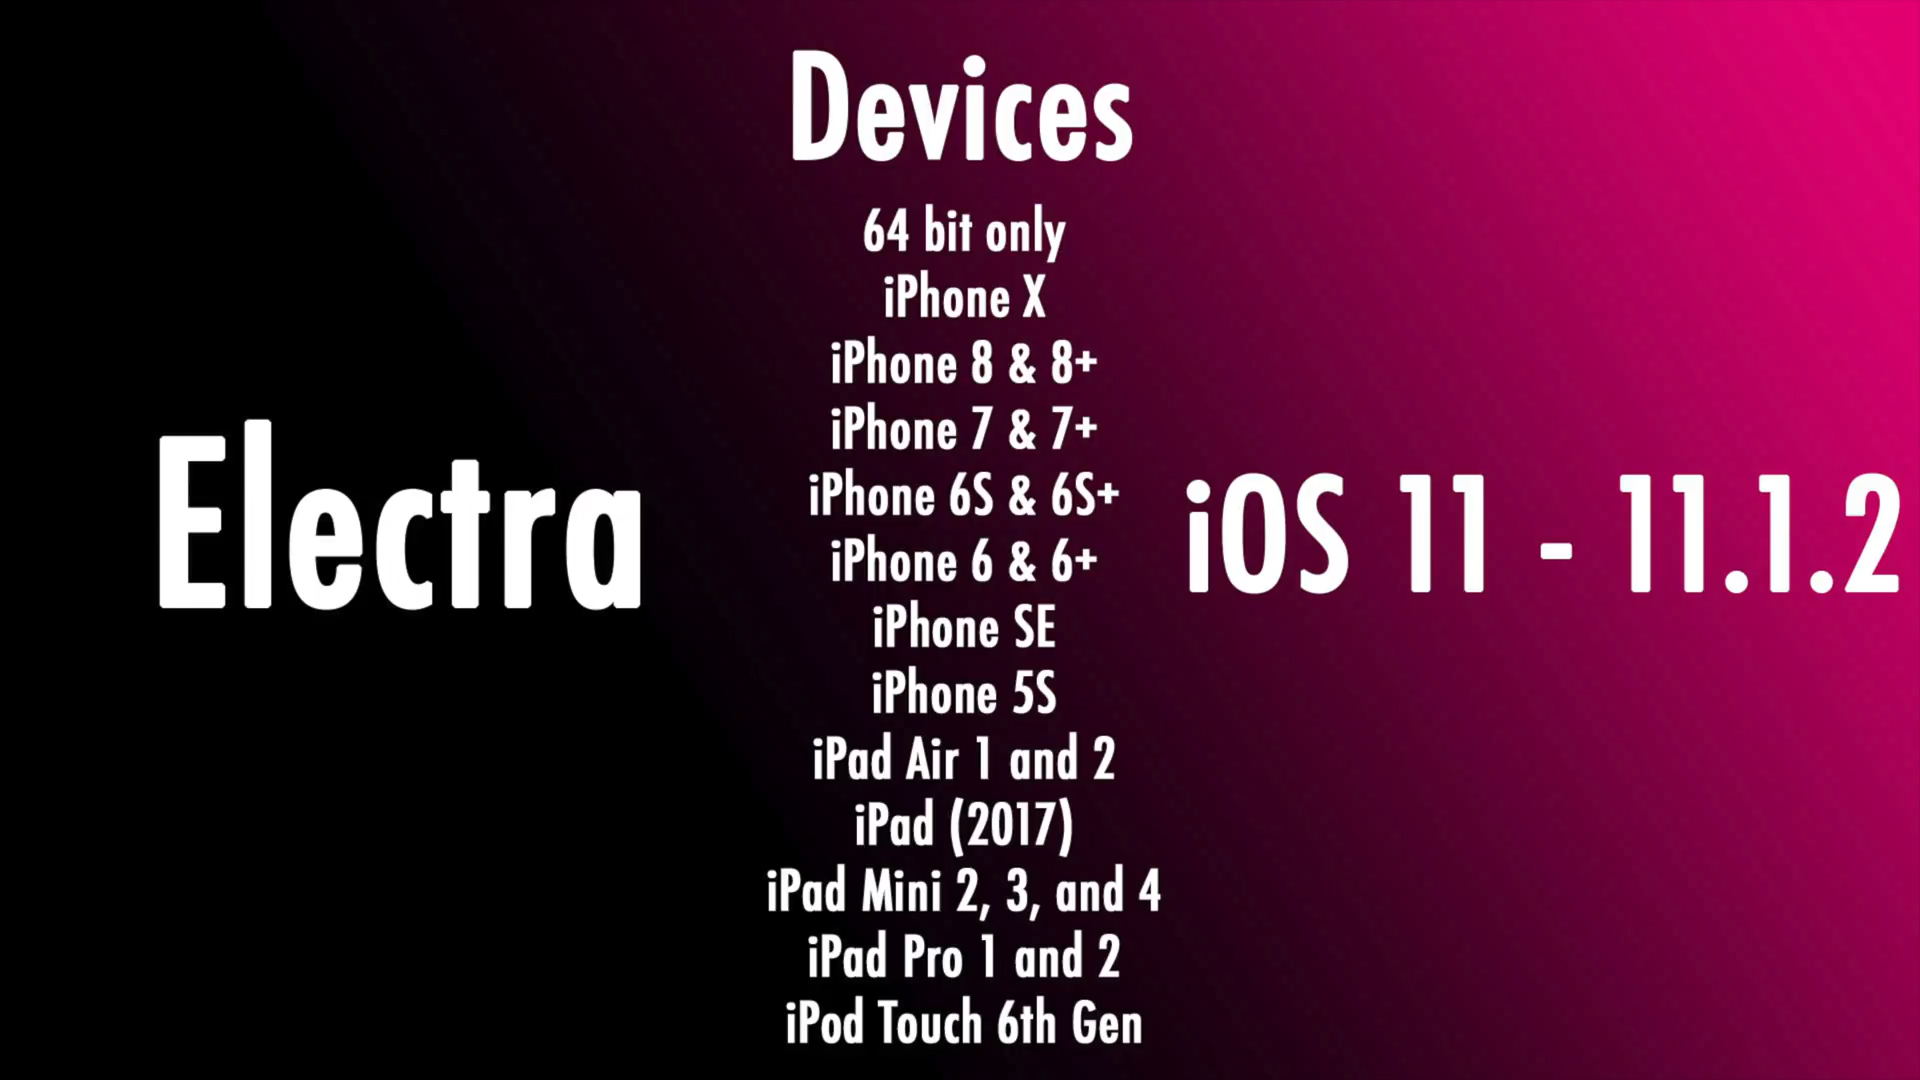 Electra
Devices
64 bit only
iPhone X
iPhone 8 & 8+
iPhone 7 & 7+
iPhone 6S & 6S+
iPhone 6 & 6+
iPhone SE
iPhone 5S
iPad Air 1 and 2
iPad (2017)
iPad Mini 2, 3, and 4
iPad Pro 1 and 2
iPod Touch 6th Gen
iOS 11 - 11.1.2